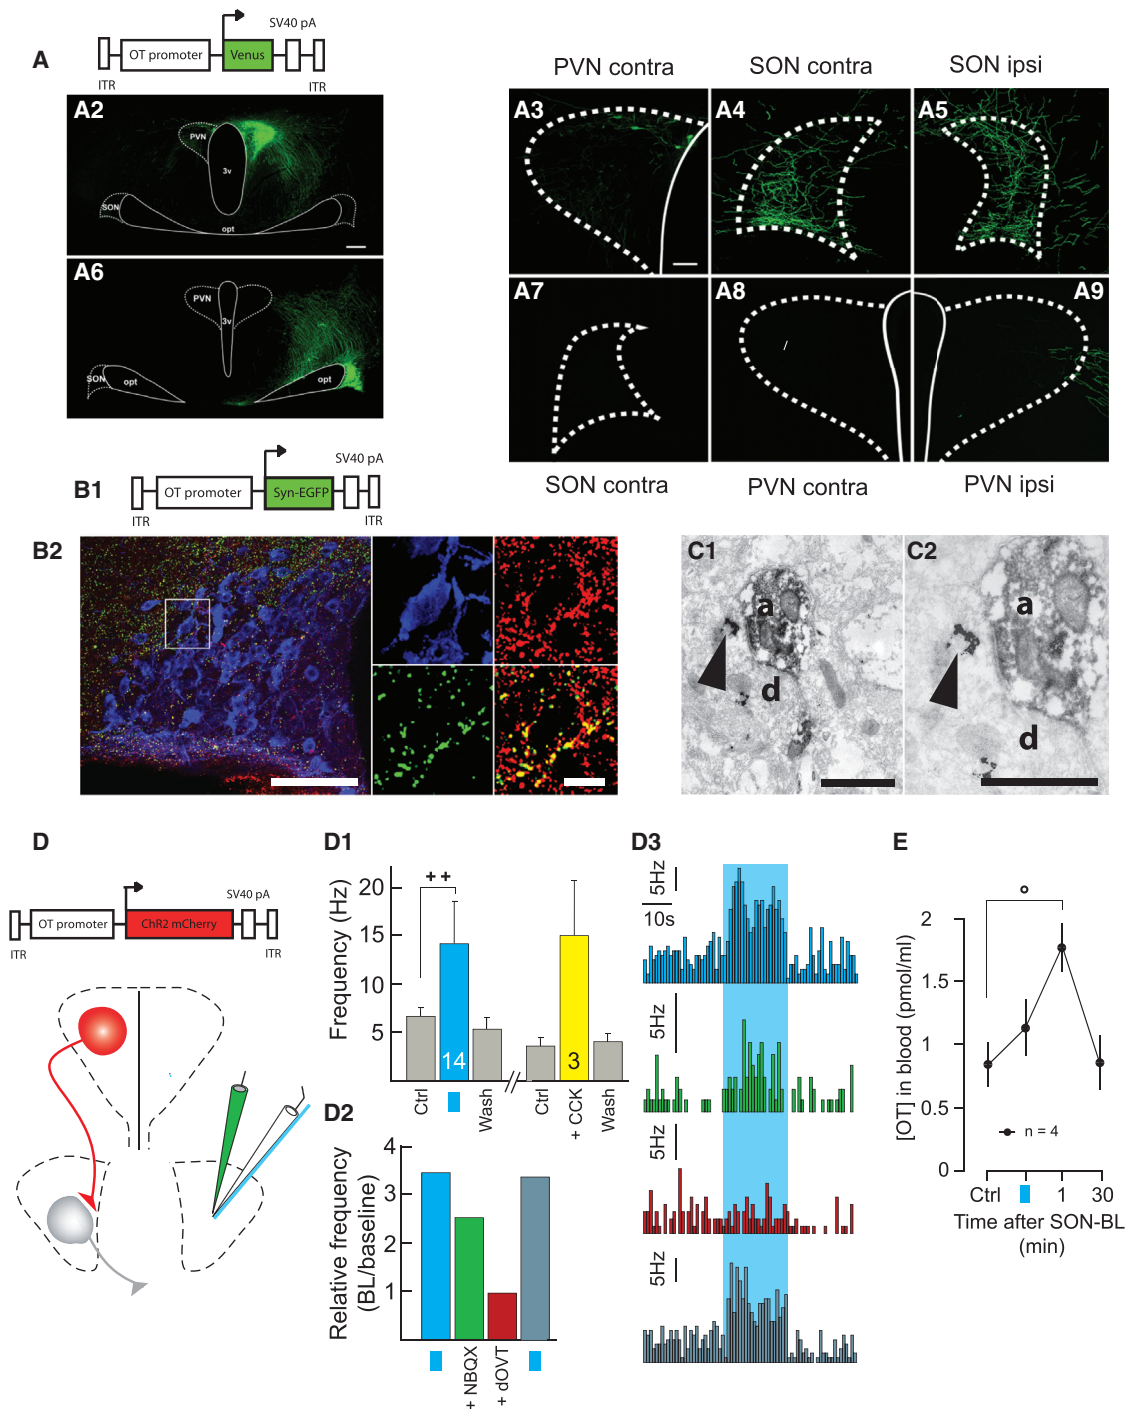 A
SV40 pA
OT promoter
Venus
ITR
ITR
A2
PVN
3v
SON
opt
A6
PVN
3v
SON
opt
opt
PVN contra
SON contra
SON ipsi
A3
A4
A5
A7
A8
A9
SON contra
PVN contra
PVN ipsi
B1
SV40 pA
OT promoter
Syn-EGFP
ITR
ITR
B2
C1
a
d
C2
a
d
D
SV40 pA
OT promoter
ChR2 mCherry
ITR
ITR
D1
Frequency (Hz)
20
15
10
5
++
14
3
Ctrl
Wash
Ctrl
+ CCK
Wash
D2
Relative frequency
(BL/baseline)
4
3
2
1
+ NBQX
+ dOVT
D3
5Hz
10s
5Hz
5Hz
5Hz
E
[OT] in blood (pmol/ml)
2
1.5
1
0.5
0
n = 4
Ctrl
1
30
Time after SON-BL
(min)